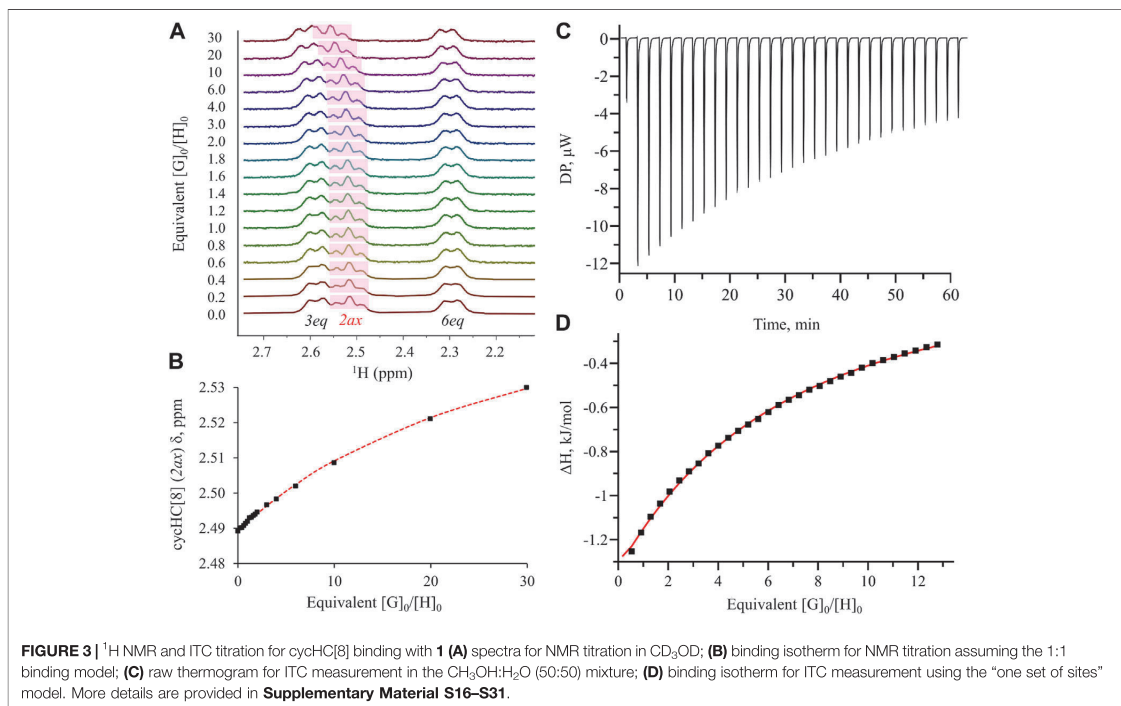 A
30
20
10
6.0
4.0
3.0
2.0
1.8
1.6
1.4
1.2
1.0
0.8
0.6
0.4
0.2
0.0
Equivalent [G]₀/[H]₀
3eq 2ax 6eq
2.7 2.6 2.5 2.4 2.3 2.2
¹H (ppm)
B
2.53
2.52
2.51
2.50
2.49
2.48
cycHC[8] (2ax) δ, ppm
0 10 20 30
Equivalent [G]₀/[H]₀
C
0
-2
-4
-6
-8
-10
-12
DP, μW
0 10 20 30 40 50 60
Time, min
D
-0.4
-0.6
-0.8
-1
-1.2
ΔH, kJ/mol
0 2 4 6 8 10 12
Equivalent [G]₀/[H]₀
FIGURE 3 | ¹H NMR and ITC titration for cycHC[8] binding with 1 (A) spectra for NMR titration in CD₃OD; (B) binding isotherm for NMR titration assuming the 1:1
binding model; (C) raw thermogram for ITC measurement in the CH₃OH:H₂O (50:50) mixture; (D) binding isotherm for ITC measurement using the “one set of sites”
model. More details are provided in Supplementary Material S16–S31.